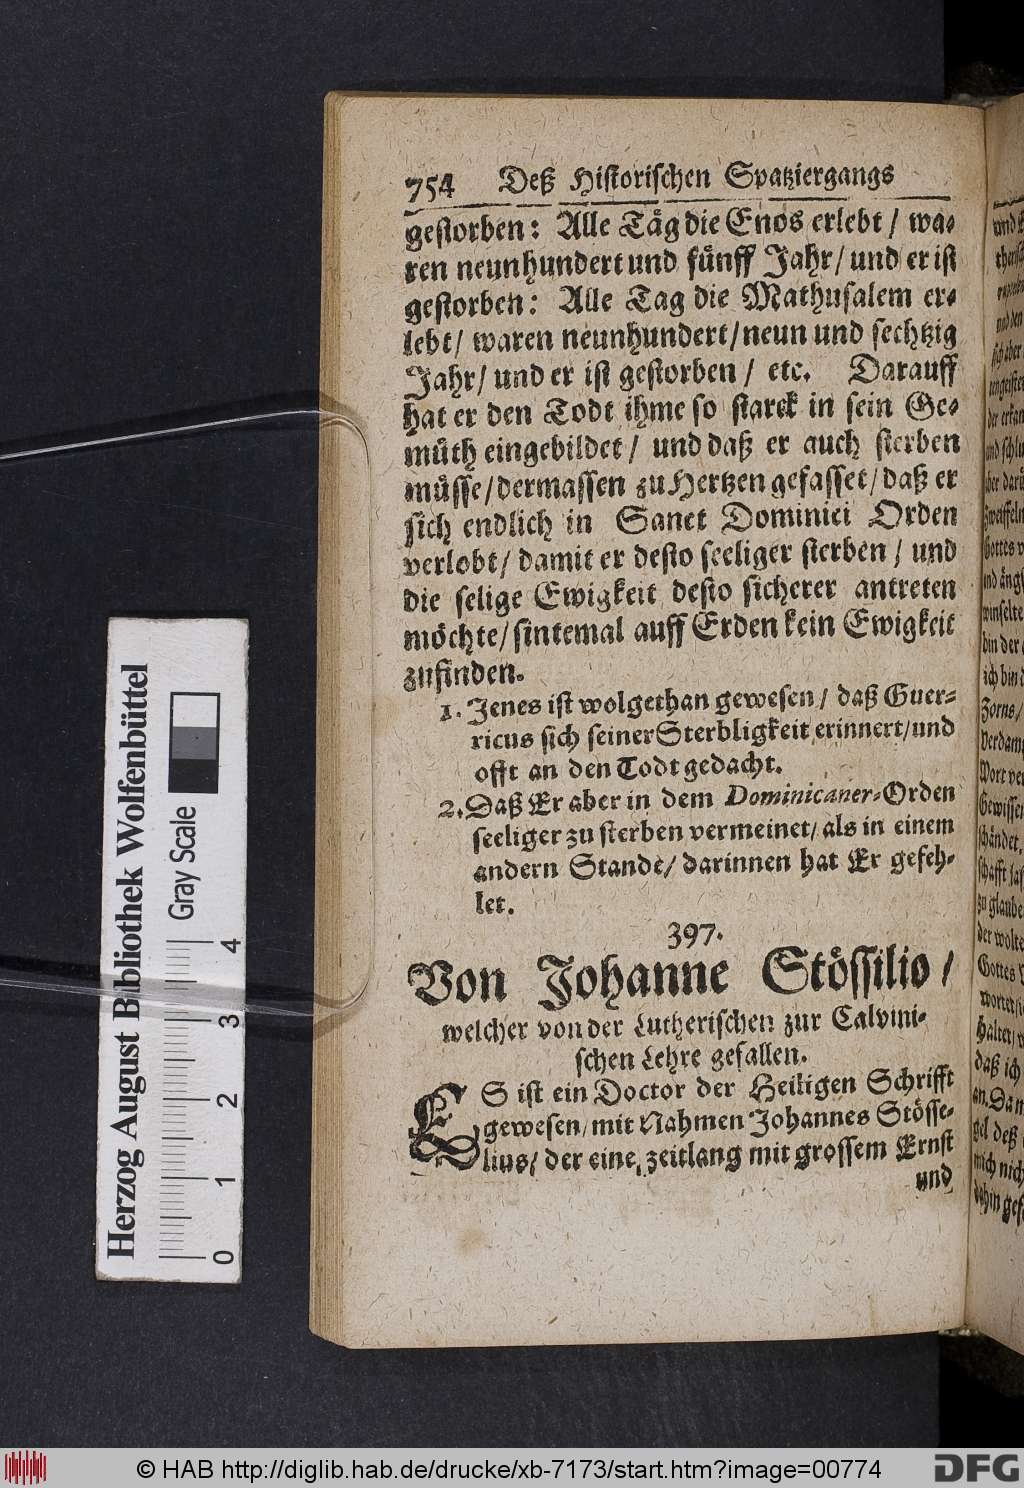 754 Deß Historischen Spatziergangs
gestorben: Alle Täg die Enos erlebt / wa-
ren neunhundert und fünff Jahr / und er ist
gestorben: Alle Tag die Mathusalem er-
lebt / waren neunhundert / neun und sechtzig
Jahr / und er ist gestorben / etc. Darauff
hat er den Todt ihme so starck in sein Ge-
müth eingebildet / und daß er auch sterben
müsse / dermassen zu Hertzen gefasset / daß er
sich endlich in Sanct Dominici Orden
verlobt / damit er desto seeliger sterben / und
die selige Ewigkeit desto sicherer antreten
möchte / sintemal auff Erden kein Ewigkeit
zufinden.
1. Jenes ist wolgethan gewesen / daß Guer-
ricus sich seiner Sterbligkeit erinnert / und
offt an den Todt gedacht.
2. Daß Er aber in dem Dominicaner-Orden
seeliger zu sterben vermeinet / als in einem
andern Stande / darinnen hat Er gefeh-
let.
397.
Von Johanne Stössilio /
welcher von der Lutherischen zur Calvini-
schen Lehre gefallen.
ES ist ein Doctor der Heiligen Schrifft
gewesen / mit Nahmen Johannes Stösse-
lius / der eine zeitlang mit grossem Ernst
und
Herzog August Bibliothek Wolfenbüttel
Gray Scale
0 1 2 3 4
© HAB http://diglib.hab.de/drucke/xb-7173/start.htm?image=00774
DFG